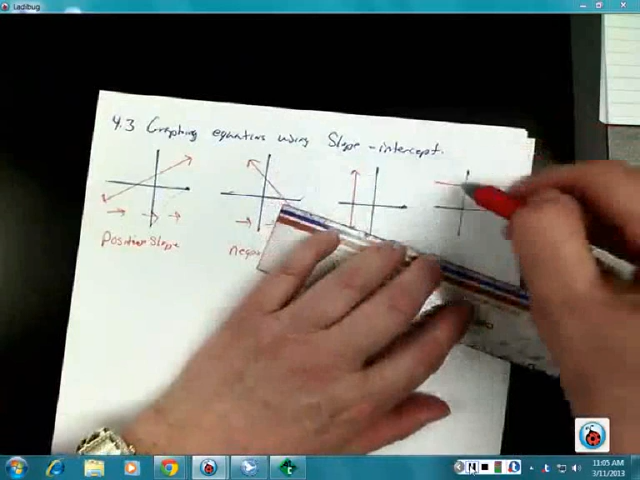 Ladibug
4.3 Graphing equations using Slope-intercept.
Positive Slope
11:05 AM
3/11/2013